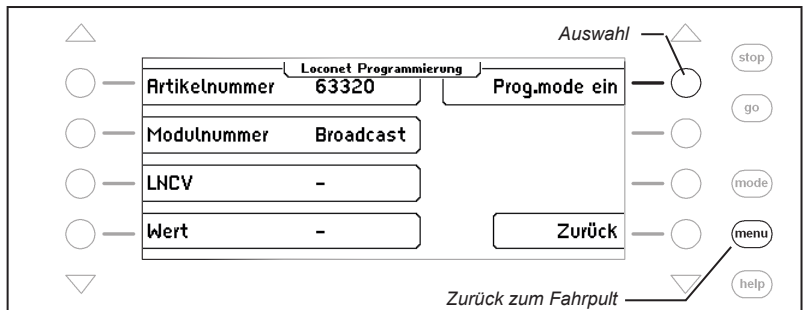 Auswahl
stop
Loconet Programmierung
Artikelnummer 63320
Prog.mode ein
go
Modulnummer Broadcast
LNCV -
mode
Wert -
Zurück
menu
help
Zurück zum Fahrpult